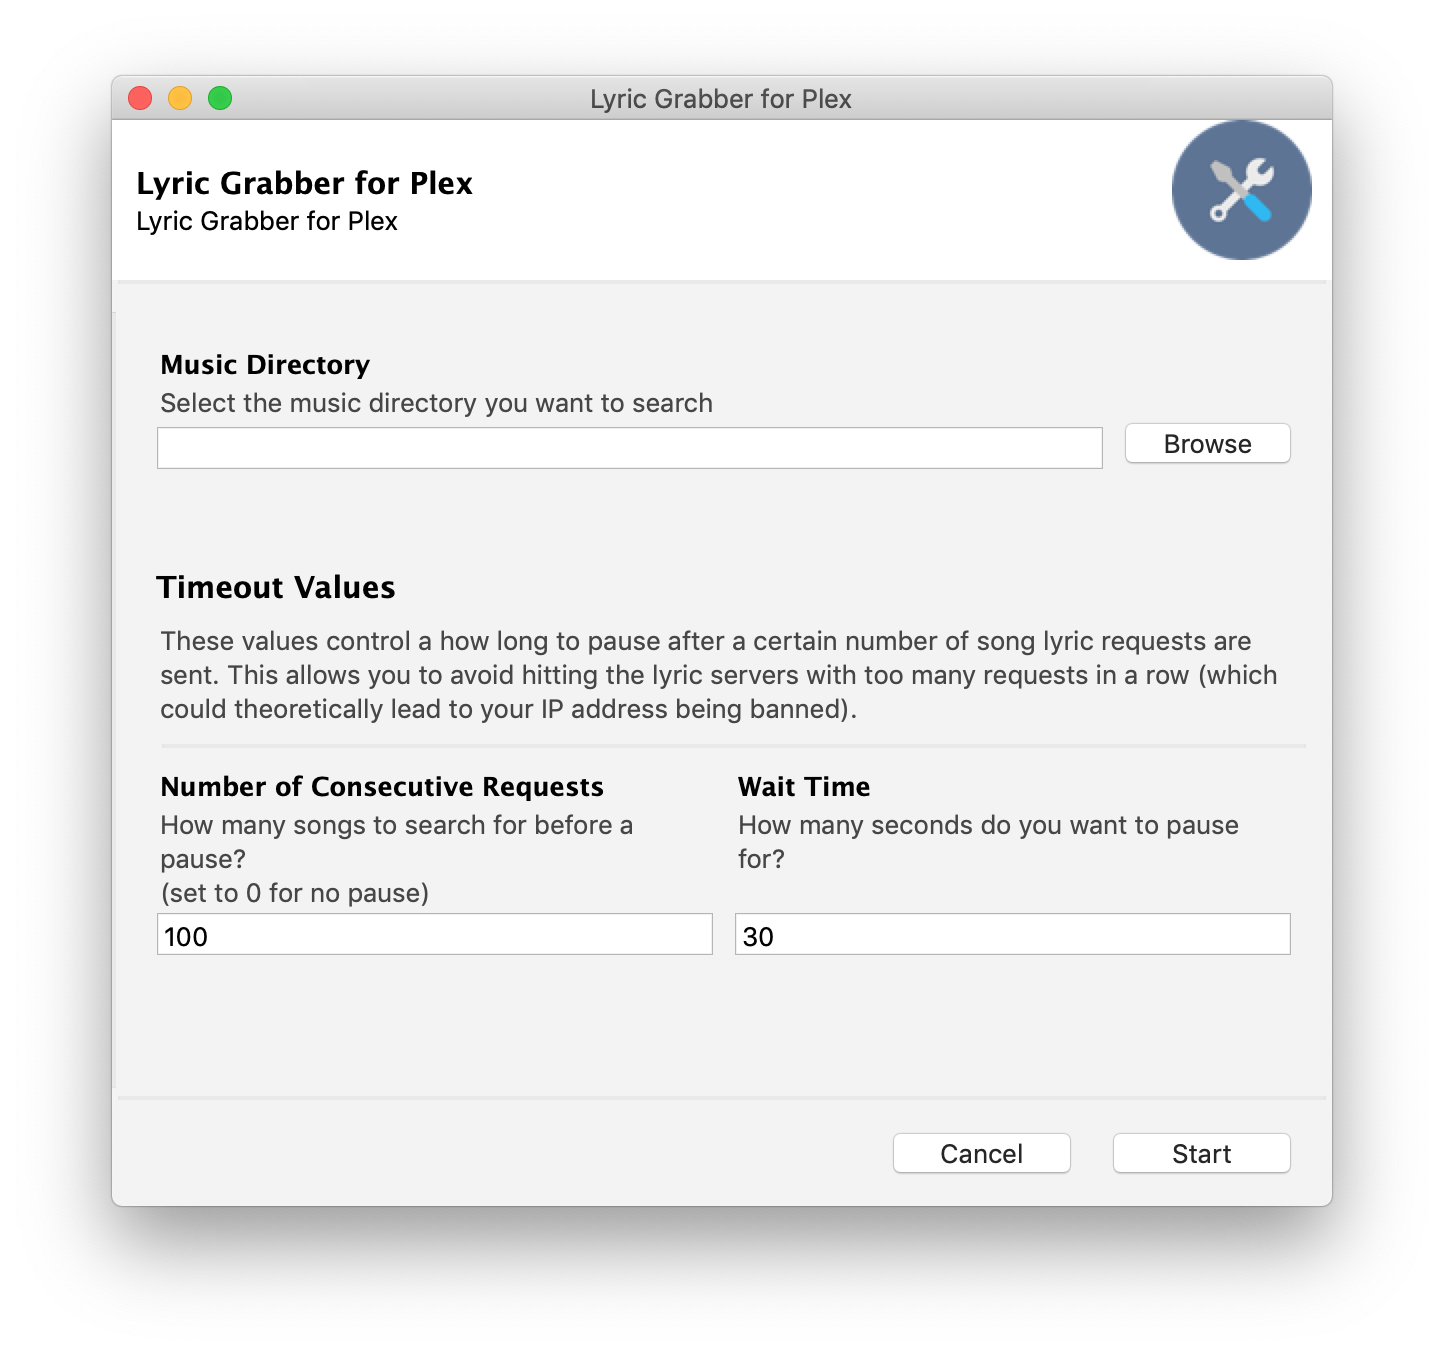 Lyric Grabber for Plex
Lyric Grabber for Plex
Lyric Grabber for Plex
Music Directory
Select the music directory you want to search
Browse
Timeout Values
These values control a how long to pause after a certain number of song lyric requests are
sent. This allows you to avoid hitting the lyric servers with too many requests in a row (which
could theoretically lead to your IP address being banned).
Number of Consecutive Requests
How many songs to search for before a
pause?
(set to 0 for no pause)
100
Wait Time
How many seconds do you want to pause
for?
30
Cancel
Start